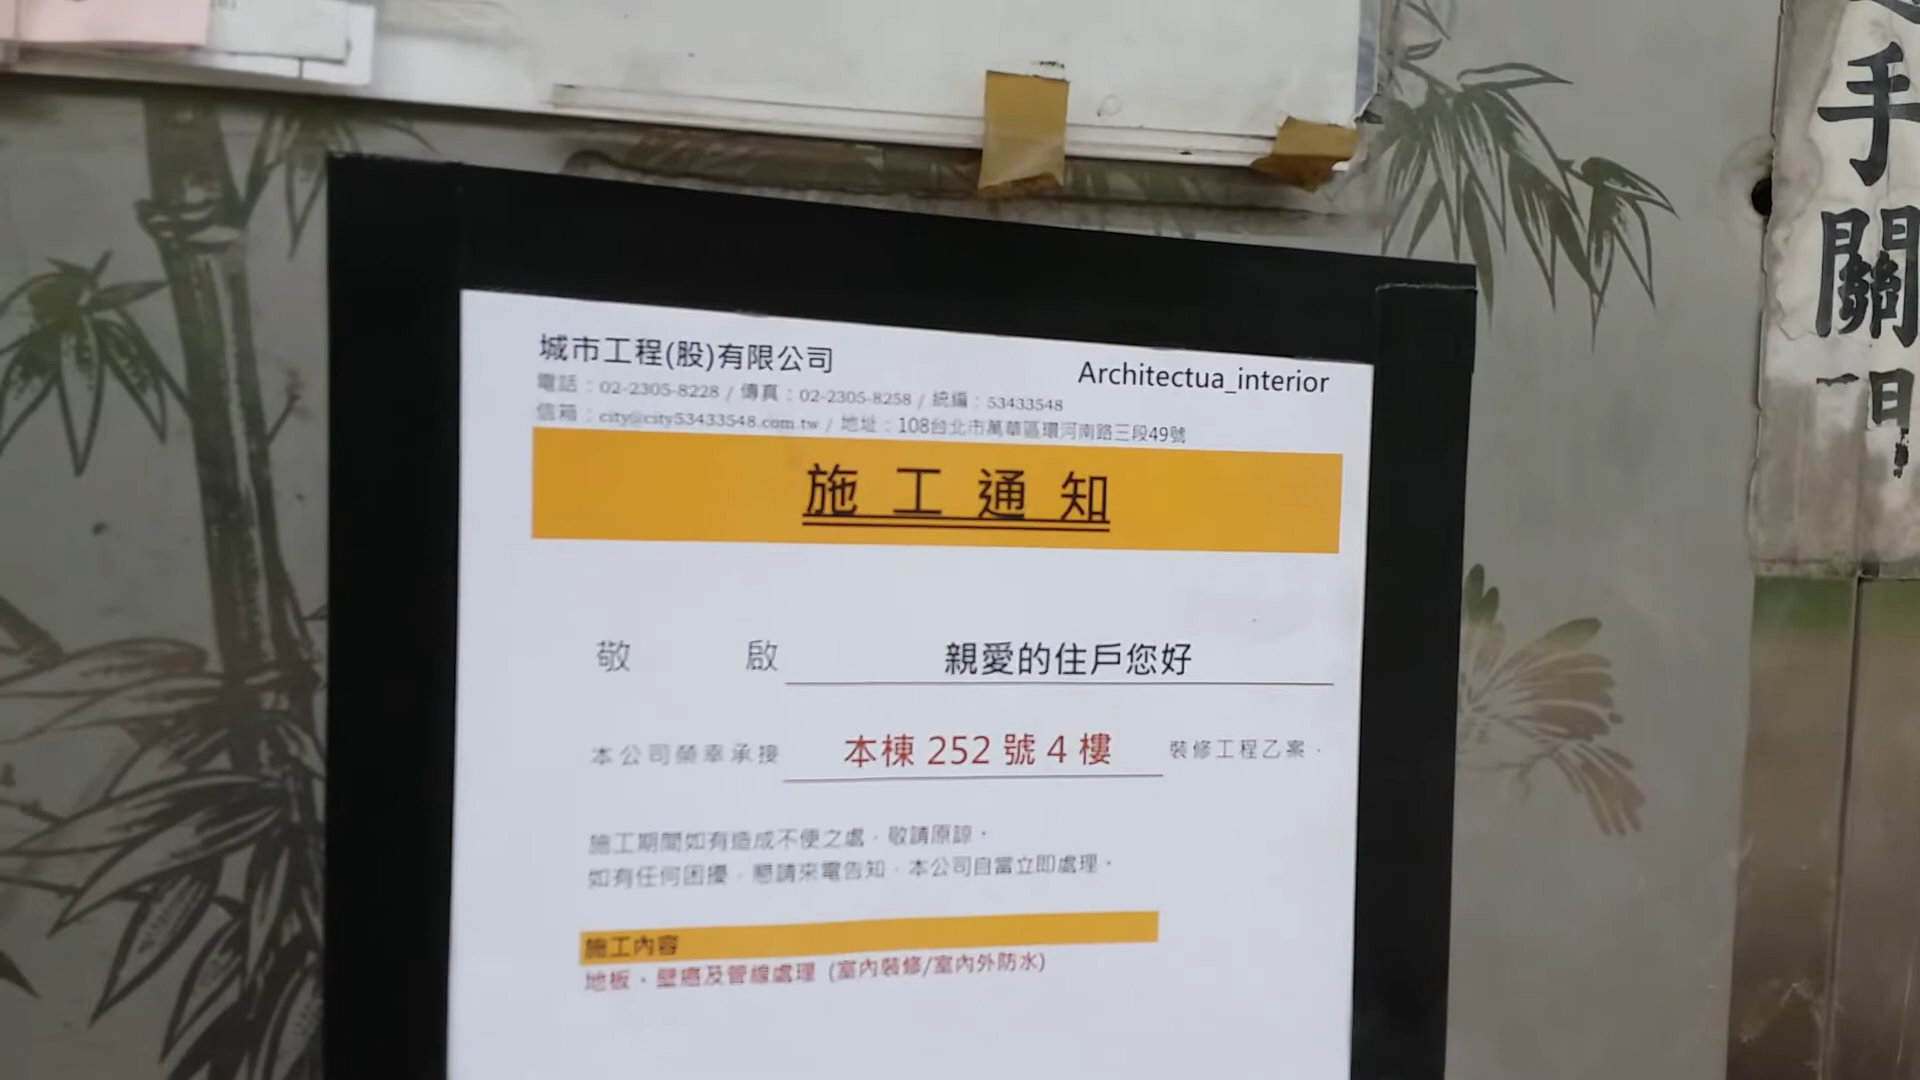 城市工程(股)有限公司
Architectua_interior
電話：02-2305-8228 / 傳真：02-2305-8258 / 統編：53433548
信箱：city@city53433548.com.tw / 地址：108台北市萬華區環河南路三段49號
施工通知
敬啟 親愛的住戶您好
本公司榮幸承接 本棟 252 號 4 樓 裝修工程乙案．
施工期間如有造成不便之處，敬請原諒。
如有任何困擾，懇請來電告知，本公司自當立即處理。
施工內容
地板、壁癌及管線處理 (室內裝修/室內外防水)
手關門